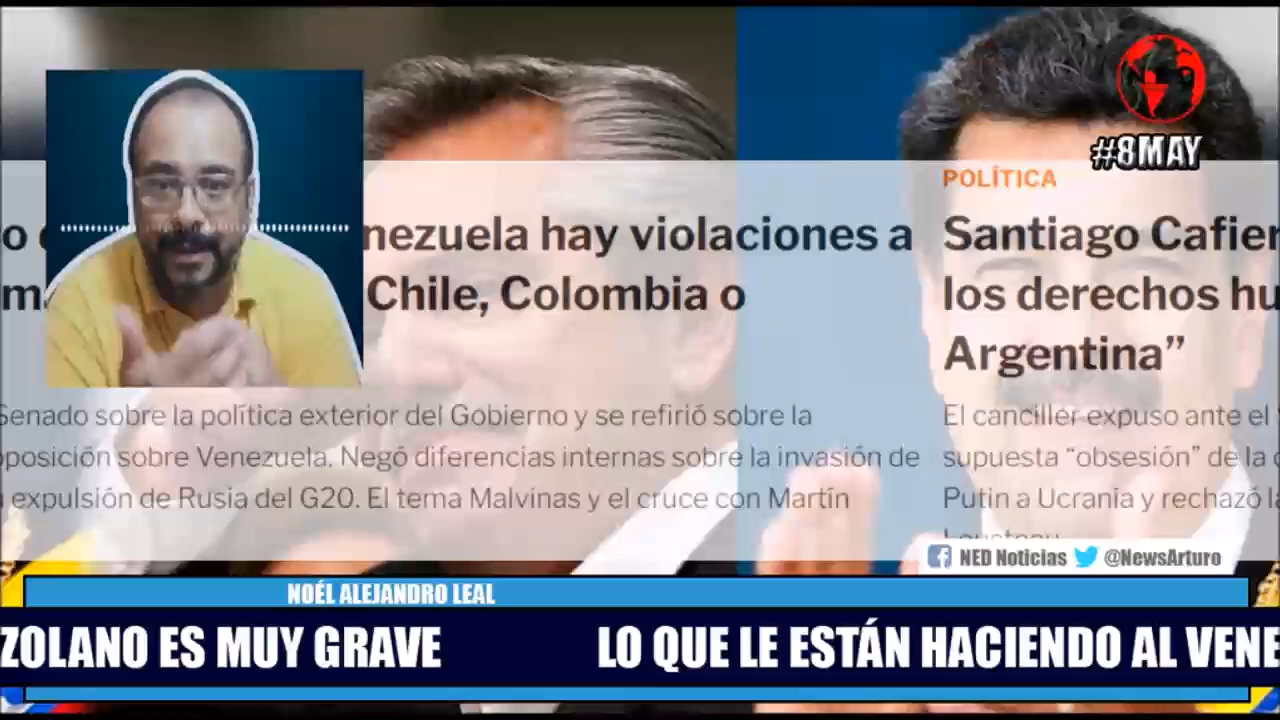 #8MAY
nezuela hay violaciones a
Chile, Colombia o
Senado sobre la política exterior del Gobierno y se refirió sobre la
posición sobre Venezuela. Negó diferencias internas sobre la invasión de
expulsión de Rusia del G20. El tema Malvinas y el cruce con Martín
POLÍTICA
Santiago Cafier
los derechos hu
Argentina”
El canciller expuso ante el
supuesta “obsesión” de la
Putin a Ucrania y rechazó la
NED Noticias @NewsArturo
NOÉL ALEJANDRO LEAL
ZOLANO ES MUY GRAVE LO QUE LE ESTÁN HACIENDO AL VENE